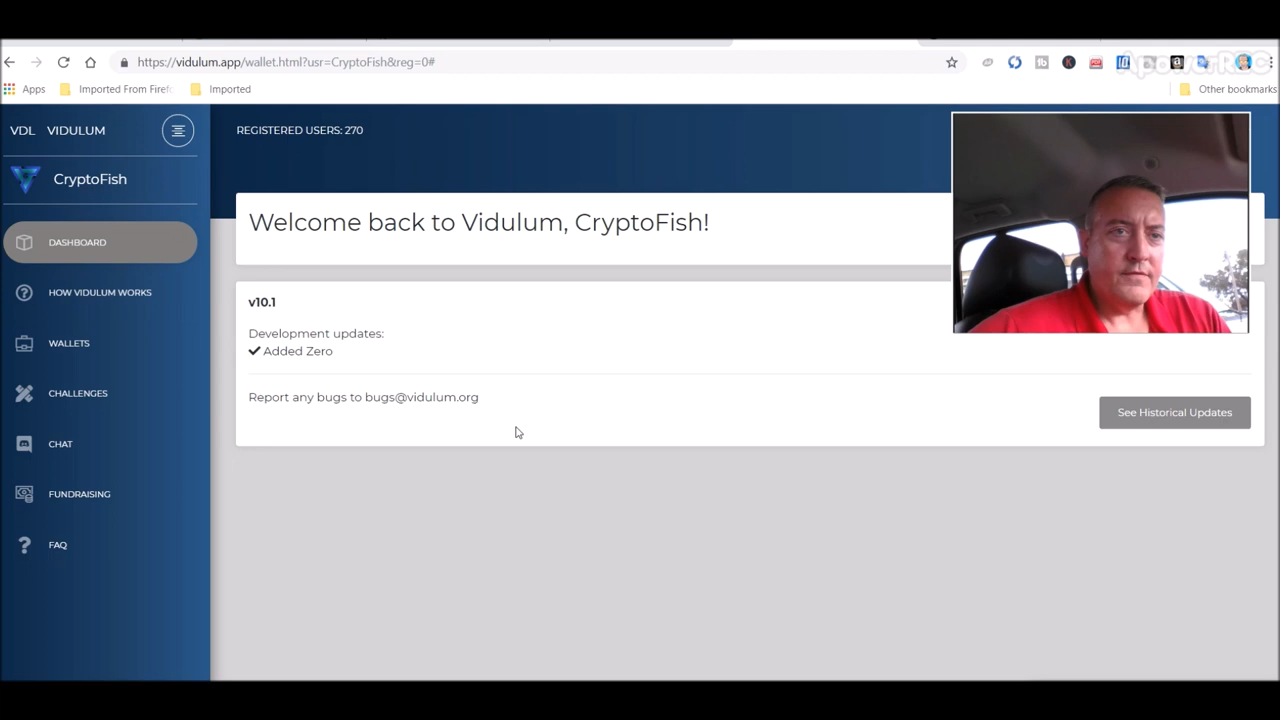 https://vidulum.app/wallet.html?usr=CryptoFish&reg=0#
ApowerREC
Apps Imported From Firef Imported Other bookmarks
VDL VIDULUM
REGISTERED USERS: 270
CryptoFish
Welcome back to Vidulum, CryptoFish!
DASHBOARD
HOW VIDULUM WORKS
WALLETS
CHALLENGES
CHAT
FUNDRAISING
FAQ
v10.1
Development updates:
Added Zero
Report any bugs to bugs@vidulum.org
See Historical Updates